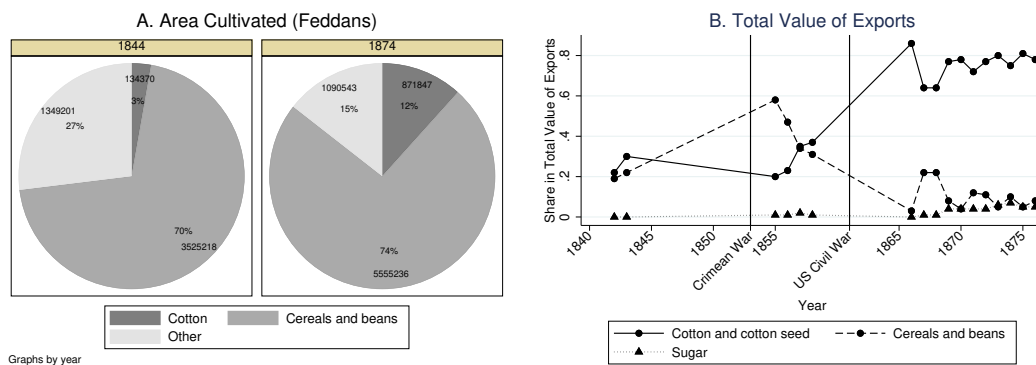 A. Area Cultivated (Feddans)
1844
1874
134370
3%
1349201
27%
70%
3525218
871847
12%
1090543
15%
74%
5555236
Cotton
Cereals and beans
Other
Graphs by year
B. Total Value of Exports
Share in Total Value of Exports
.8
.6
.4
.2
0
1840
1845
1850
Crimean War
1855
US Civil War
1865
1870
1875
Year
Cotton and cotton seed
Cereals and beans
Sugar